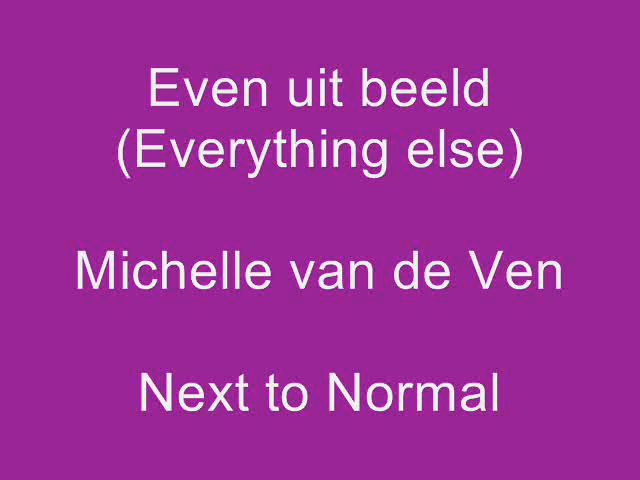 Even uit beeld
(Everything else)
Michelle van de Ven
Next to Normal